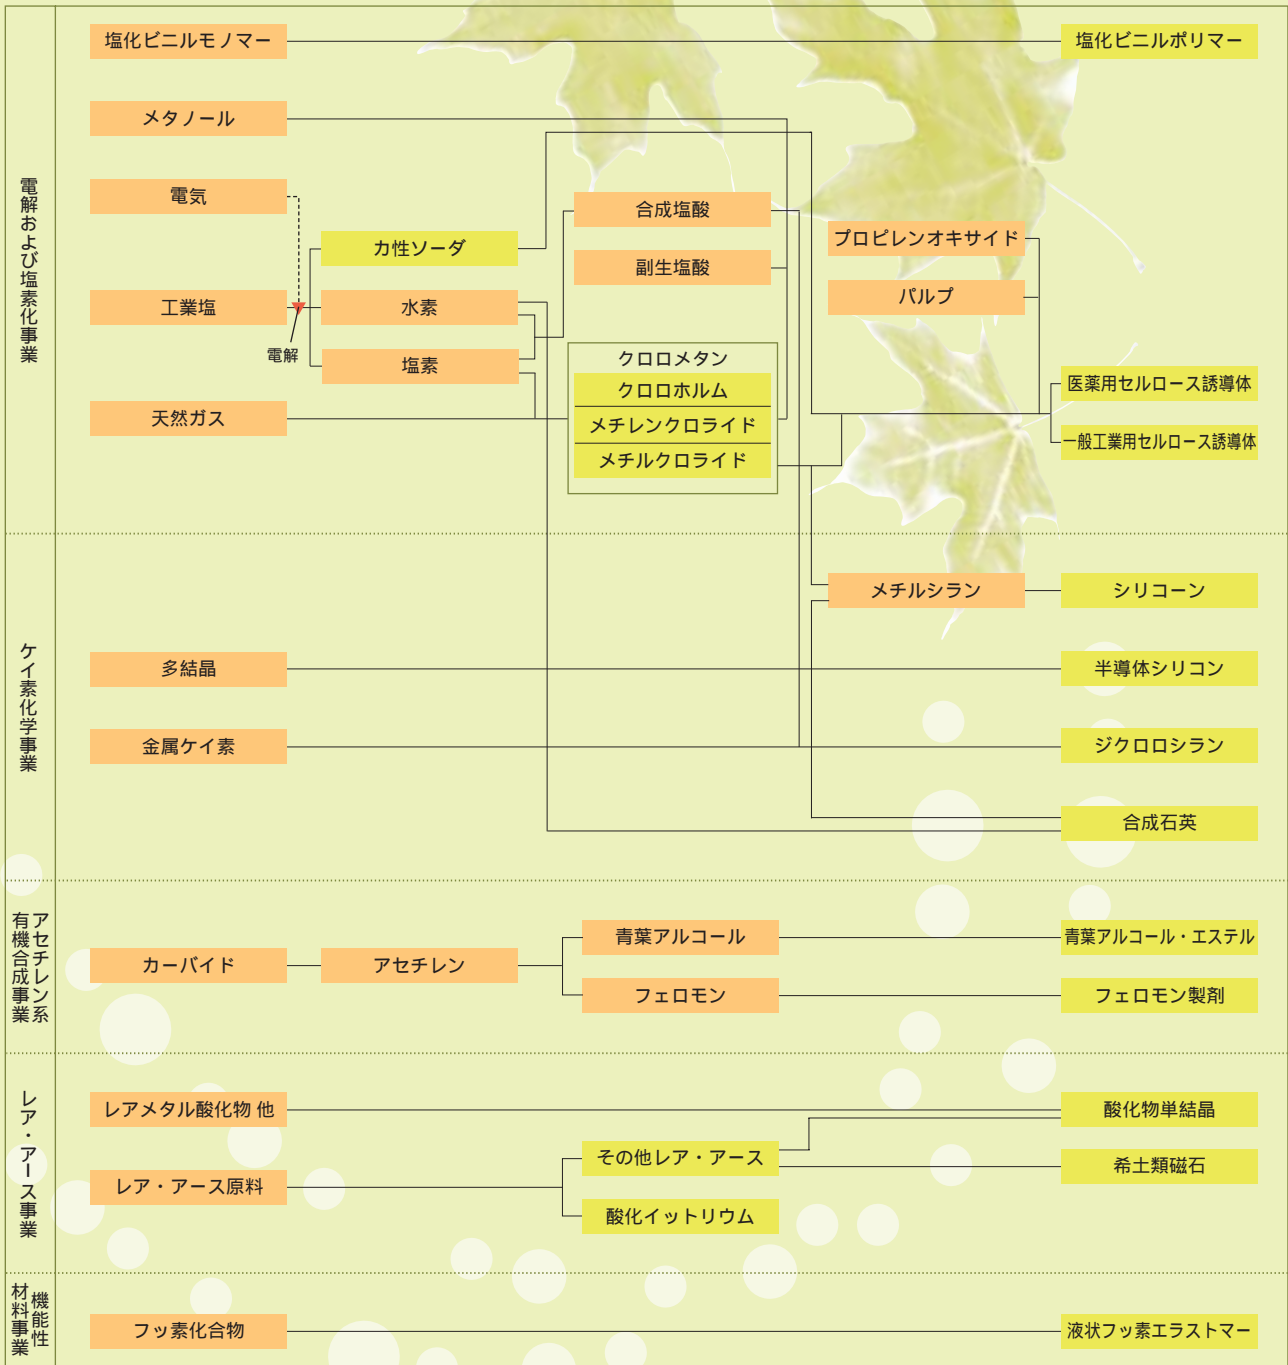 電解および塩素化事業
塩化ビニルモノマー
塩化ビニルポリマー
メタノール
電気
合成塩酸
カ性ソーダ
プロピレンオキサイド
副生塩酸
パルプ
工業塩
水素
電解
塩素
クロロメタン
クロロホルム
メチレンクロライド
メチルクロライド
天然ガス
医薬用セルロース誘導体
一般工業用セルロース誘導体
ケイ素化学事業
メチルシラン
シリコーン
多結晶
半導体シリコン
金属ケイ素
ジクロロシラン
合成石英
アセチレン系
有機合成事業
カーバイド
アセチレン
青葉アルコール
青葉アルコール・エステル
フェロモン
フェロモン製剤
レア・アース事業
レアメタル酸化物 他
酸化物単結晶
その他レア・アース
希土類磁石
レア・アース原料
酸化イットリウム
機能性
材料事業
フッ素化合物
液状フッ素エラストマー